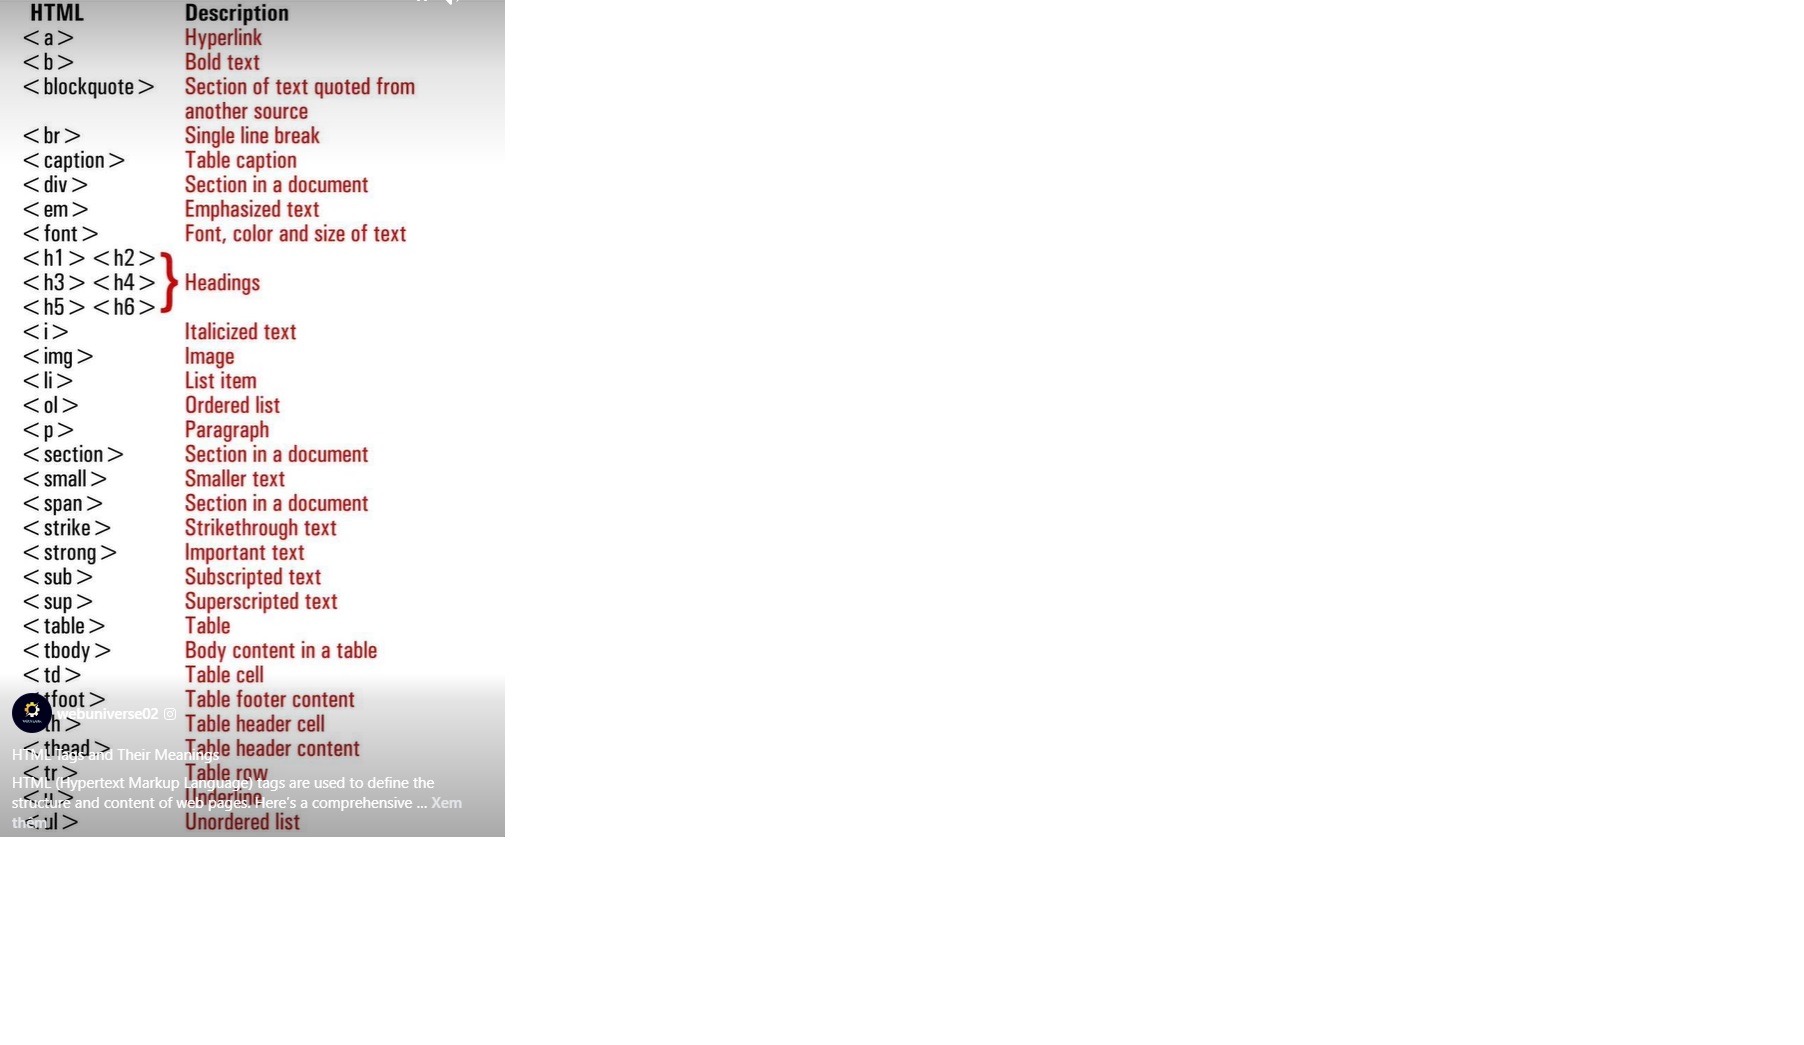 HTML Description
< a > Hyperlink
< b > Bold text
< blockquote > Section of text quoted from
another source
< br > Single line break
< caption > Table caption
< div > Section in a document
< em > Emphasized text
< font > Font, color and size of text
< h1 > < h2 >
< h3 > < h4 > } Headings
< h5 > < h6 >
< i > Italicized text
< img > Image
< li > List item
< ol > Ordered list
< p > Paragraph
< section > Section in a document
< small > Smaller text
< span > Section in a document
< strike > Strikethrough text
< strong > Important text
< sub > Subscripted text
< sup > Superscripted text
< table > Table
< tbody > Body content in a table
< td > Table cell
< tfoot > Table footer content
webuniverse02
< th > Table header cell
< thead > Table header content
HTML Tags and Their Meanings
< tr > Table row
HTML (Hypertext Markup Language) tags are used to define the
< u > Underline
structure and content of web pages. Here's a comprehensive ... Xem
thêm
< ul > Unordered list